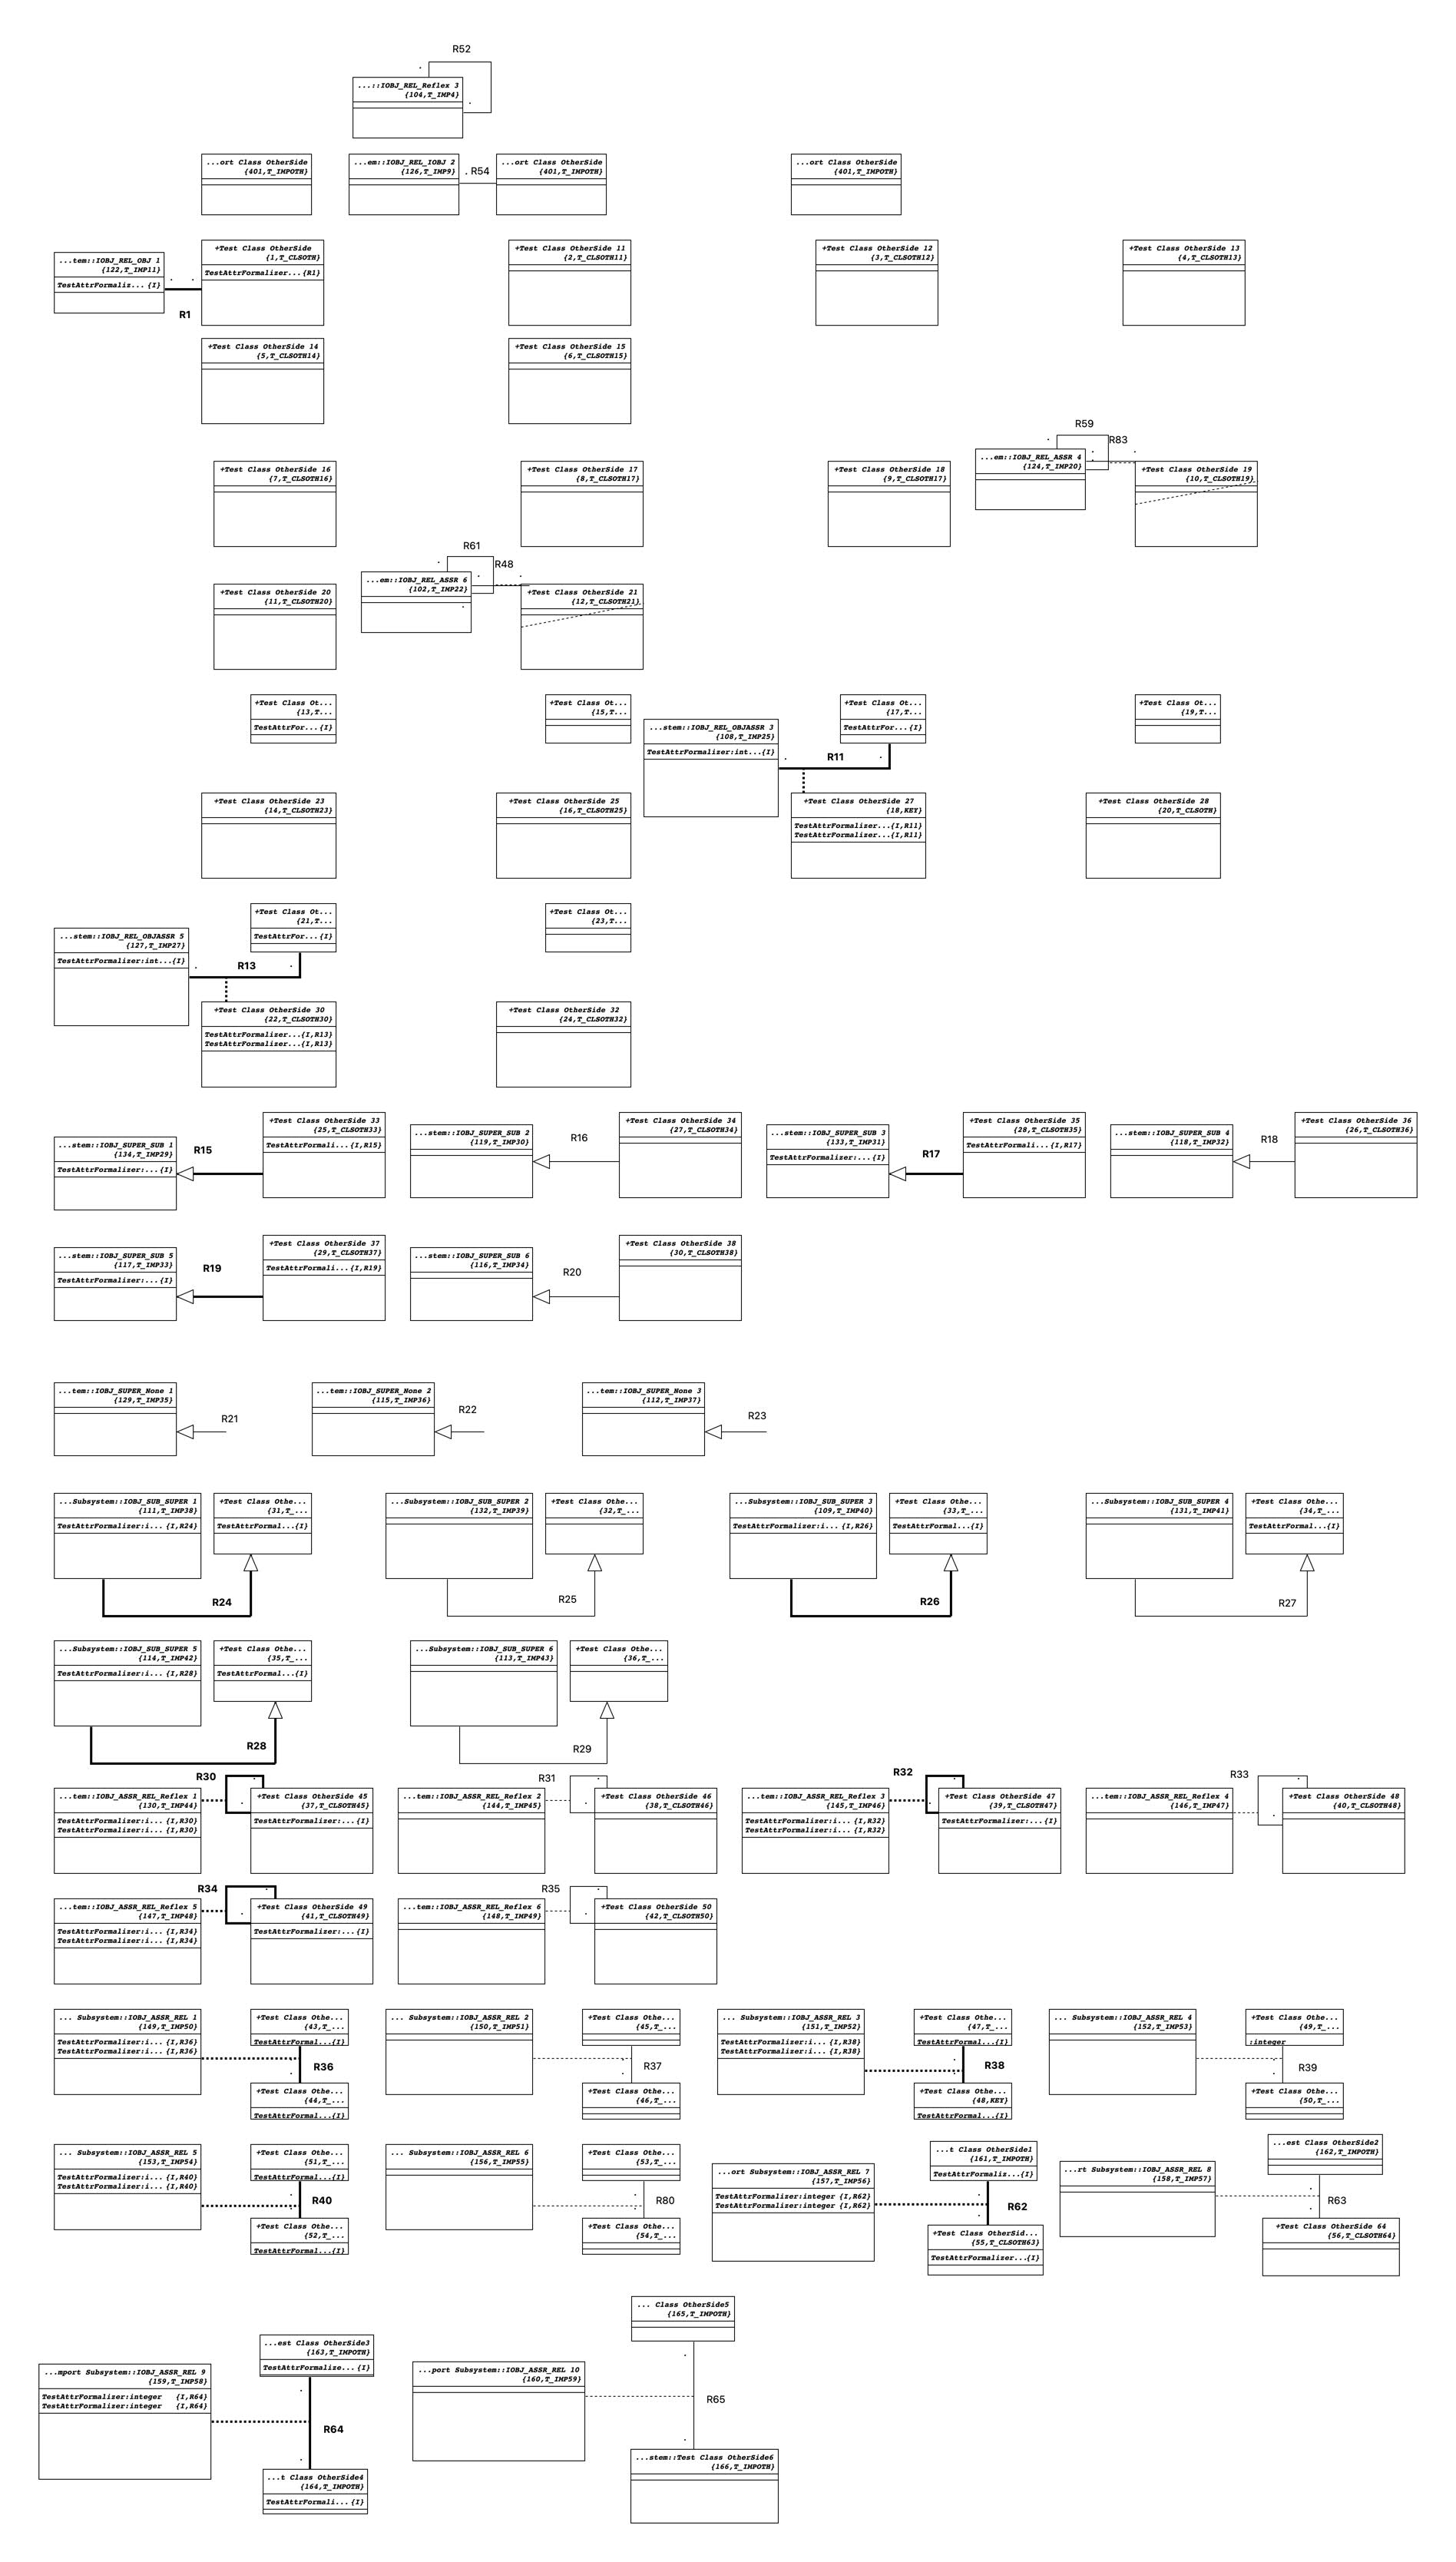 R52
...::IOBJ_REL_Reflex 3
{104,T_IMP4}
...ort Class OtherSide
{401,T_IMPOTH}
...em::IOBJ_REL_IOBJ 2
{126,T_IMP9}
R54
...ort Class OtherSide
{401,T_IMPOTH}
...ort Class OtherSide
{401,T_IMPOTH}
...tem::IOBJ_REL_OBJ 1
{122,T_IMP11}
TestAttrFormaliz... {I}
R1
+Test Class OtherSide
{1,T_CLSOTH}
TestAttrFormalizer... {R1}
+Test Class OtherSide 11
{2,T_CLSOTH11}
+Test Class OtherSide 12
{3,T_CLSOTH12}
+Test Class OtherSide 13
{4,T_CLSOTH13}
+Test Class OtherSide 14
{5,T_CLSOTH14}
+Test Class OtherSide 15
{6,T_CLSOTH15}
+Test Class OtherSide 16
{7,T_CLSOTH16}
+Test Class OtherSide 17
{8,T_CLSOTH17}
+Test Class OtherSide 18
{9,T_CLSOTH17}
R59
R83
...em::IOBJ_REL_ASSR 4
{124,T_IMP20}
+Test Class OtherSide 19
{10,T_CLSOTH19}
+Test Class OtherSide 20
{11,T_CLSOTH20}
R61
R48
...em::IOBJ_REL_ASSR 6
{102,T_IMP22}
+Test Class OtherSide 21
{12,T_CLSOTH21}
+Test Class Ot...
{13,T...
TestAttrFor...{I}
+Test Class Ot...
{15,T...
...stem::IOBJ_REL_OBJASSR 3
{108,T_IMP25}
TestAttrFormalizer:int...{I}
+Test Class Ot...
{17,T...
TestAttrFor...{I}
R11
+Test Class Ot...
{19,T...
+Test Class OtherSide 23
{14,T_CLSOTH23}
+Test Class OtherSide 25
{16,T_CLSOTH25}
+Test Class OtherSide 27
{18,KEY}
TestAttrFormalizer...{I,R11}
TestAttrFormalizer...{I,R11}
+Test Class OtherSide 28
{20,T_CLSOTH}
...stem::IOBJ_REL_OBJASSR 5
{127,T_IMP27}
TestAttrFormalizer:int...{I}
+Test Class Ot...
{21,T...
TestAttrFor...{I}
R13
+Test Class Ot...
{23,T...
+Test Class OtherSide 30
{22,T_CLSOTH30}
TestAttrFormalizer...{I,R13}
TestAttrFormalizer...{I,R13}
+Test Class OtherSide 32
{24,T_CLSOTH32}
...stem::IOBJ_SUPER_SUB 1
{134,T_IMP29}
TestAttrFormalizer:...{I}
R15
+Test Class OtherSide 33
{25,T_CLSOTH33}
TestAttrFormali...{I,R15}
...stem::IOBJ_SUPER_SUB 2
{119,T_IMP30}
R16
+Test Class OtherSide 34
{27,T_CLSOTH34}
...stem::IOBJ_SUPER_SUB 3
{133,T_IMP31}
TestAttrFormalizer:...{I}
R17
+Test Class OtherSide 35
{28,T_CLSOTH35}
TestAttrFormali...{I,R17}
...stem::IOBJ_SUPER_SUB 4
{118,T_IMP32}
R18
+Test Class OtherSide 36
{26,T_CLSOTH36}
...stem::IOBJ_SUPER_SUB 5
{117,T_IMP33}
TestAttrFormalizer:...{I}
R19
+Test Class OtherSide 37
{29,T_CLSOTH37}
TestAttrFormali...{I,R19}
...stem::IOBJ_SUPER_SUB 6
{116,T_IMP34}
R20
+Test Class OtherSide 38
{30,T_CLSOTH38}
...tem::IOBJ_SUPER_None 1
{129,T_IMP35}
R21
...tem::IOBJ_SUPER_None 2
{115,T_IMP36}
R22
...tem::IOBJ_SUPER_None 3
{112,T_IMP37}
R23
...Subsystem::IOBJ_SUB_SUPER 1
{111,T_IMP38}
TestAttrFormalizer:i... {I,R24}
+Test Class Othe...
{31,T_...
TestAttrFormal...{I}
R24
...Subsystem::IOBJ_SUB_SUPER 2
{132,T_IMP39}
+Test Class Othe...
{32,T_...
R25
...Subsystem::IOBJ_SUB_SUPER 3
{109,T_IMP40}
TestAttrFormalizer:i... {I,R26}
+Test Class Othe...
{33,T_...
TestAttrFormal...{I}
R26
...Subsystem::IOBJ_SUB_SUPER 4
{131,T_IMP41}
+Test Class Othe...
{34,T_...
TestAttrFormal...{I}
R27
...Subsystem::IOBJ_SUB_SUPER 5
{114,T_IMP42}
TestAttrFormalizer:i... {I,R28}
+Test Class Othe...
{35,T_...
TestAttrFormal...{I}
R28
...Subsystem::IOBJ_SUB_SUPER 6
{113,T_IMP43}
+Test Class Othe...
{36,T_...
R29
R30
...tem::IOBJ_ASSR_REL_Reflex 1
{130,T_IMP44}
TestAttrFormalizer:i... {I,R30}
TestAttrFormalizer:i... {I,R30}
+Test Class OtherSide 45
{37,T_CLSOTH45}
TestAttrFormalizer:...{I}
R31
...tem::IOBJ_ASSR_REL_Reflex 2
{144,T_IMP45}
+Test Class OtherSide 46
{38,T_CLSOTH46}
R32
...tem::IOBJ_ASSR_REL_Reflex 3
{145,T_IMP46}
TestAttrFormalizer:i... {I,R32}
TestAttrFormalizer:i... {I,R32}
+Test Class OtherSide 47
{39,T_CLSOTH47}
TestAttrFormalizer:...{I}
R33
...tem::IOBJ_ASSR_REL_Reflex 4
{146,T_IMP47}
+Test Class OtherSide 48
{40,T_CLSOTH48}
R34
...tem::IOBJ_ASSR_REL_Reflex 5
{147,T_IMP48}
TestAttrFormalizer:i... {I,R34}
TestAttrFormalizer:i... {I,R34}
+Test Class OtherSide 49
{41,T_CLSOTH49}
TestAttrFormalizer:...{I}
R35
...tem::IOBJ_ASSR_REL_Reflex 6
{148,T_IMP49}
+Test Class OtherSide 50
{42,T_CLSOTH50}
... Subsystem::IOBJ_ASSR_REL 1
{149,T_IMP50}
TestAttrFormalizer:i... {I,R36}
TestAttrFormalizer:i... {I,R36}
+Test Class Othe...
{43,T_...
TestAttrFormal...{I}
R36
+Test Class Othe...
{44,T_...
TestAttrFormal...{I}
... Subsystem::IOBJ_ASSR_REL 2
{150,T_IMP51}
+Test Class Othe...
{45,T_...
R37
+Test Class Othe...
{46,T_...
... Subsystem::IOBJ_ASSR_REL 3
{151,T_IMP52}
TestAttrFormalizer:i... {I,R38}
TestAttrFormalizer:i... {I,R38}
+Test Class Othe...
{47,T_...
TestAttrFormal...{I}
R38
+Test Class Othe...
{48,KEY}
TestAttrFormal...{I}
... Subsystem::IOBJ_ASSR_REL 4
{152,T_IMP53}
+Test Class Othe...
{49,T_...
:integer
R39
+Test Class Othe...
{50,T_...
... Subsystem::IOBJ_ASSR_REL 5
{153,T_IMP54}
TestAttrFormalizer:i... {I,R40}
TestAttrFormalizer:i... {I,R40}
+Test Class Othe...
{51,T_...
TestAttrFormal...{I}
R40
+Test Class Othe...
{52,T_...
TestAttrFormal...{I}
... Subsystem::IOBJ_ASSR_REL 6
{156,T_IMP55}
+Test Class Othe...
{53,T_...
R80
+Test Class Othe...
{54,T_...
...ort Subsystem::IOBJ_ASSR_REL 7
{157,T_IMP56}
TestAttrFormalizer:integer {I,R62}
TestAttrFormalizer:integer {I,R62}
...t Class OtherSide1
{161,T_IMPOTH}
TestAttrFormaliz...{I}
R62
+Test Class OtherSid...
{55,T_CLSOTH63}
TestAttrFormalizer...{I}
...rt Subsystem::IOBJ_ASSR_REL 8
{158,T_IMP57}
...est Class OtherSide2
{162,T_IMPOTH}
R63
+Test Class OtherSide 64
{56,T_CLSOTH64}
...mport Subsystem::IOBJ_ASSR_REL 9
{159,T_IMP58}
TestAttrFormalizer:integer {I,R64}
TestAttrFormalizer:integer {I,R64}
...est Class OtherSide3
{163,T_IMPOTH}
TestAttrFormalize... {I}
R64
...t Class OtherSide4
{164,T_IMPOTH}
TestAttrFormali... {I}
...port Subsystem::IOBJ_ASSR_REL 10
{160,T_IMP59}
... Class OtherSide5
{165,T_IMPOTH}
R65
...stem::Test Class OtherSide6
{166,T_IMPOTH}